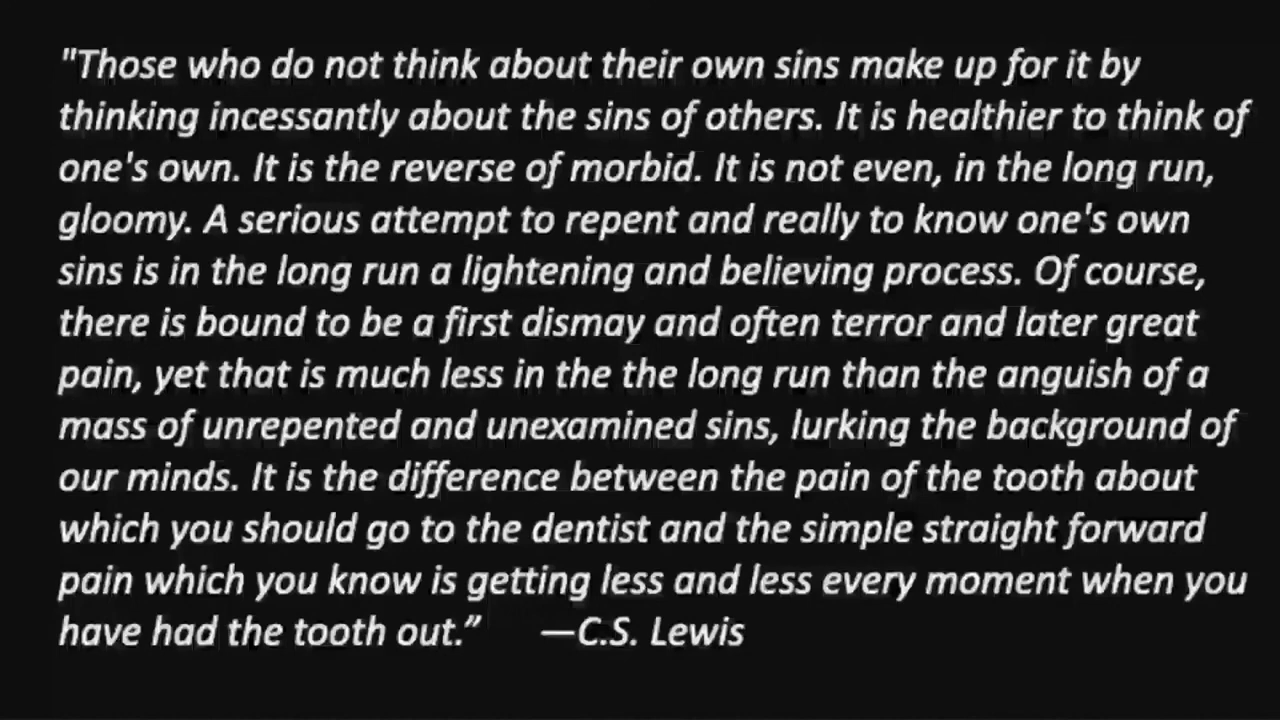 "Those who do not think about their own sins make up for it by
thinking incessantly about the sins of others. It is healthier to think of
one's own. It is the reverse of morbid. It is not even, in the long run,
gloomy. A serious attempt to repent and really to know one's own
sins is in the long run a lightening and believing process. Of course,
there is bound to be a first dismay and often terror and later great
pain, yet that is much less in the the long run than the anguish of a
mass of unrepented and unexamined sins, lurking the background of
our minds. It is the difference between the pain of the tooth about
which you should go to the dentist and the simple straight forward
pain which you know is getting less and less every moment when you
have had the tooth out.” —C.S. Lewis